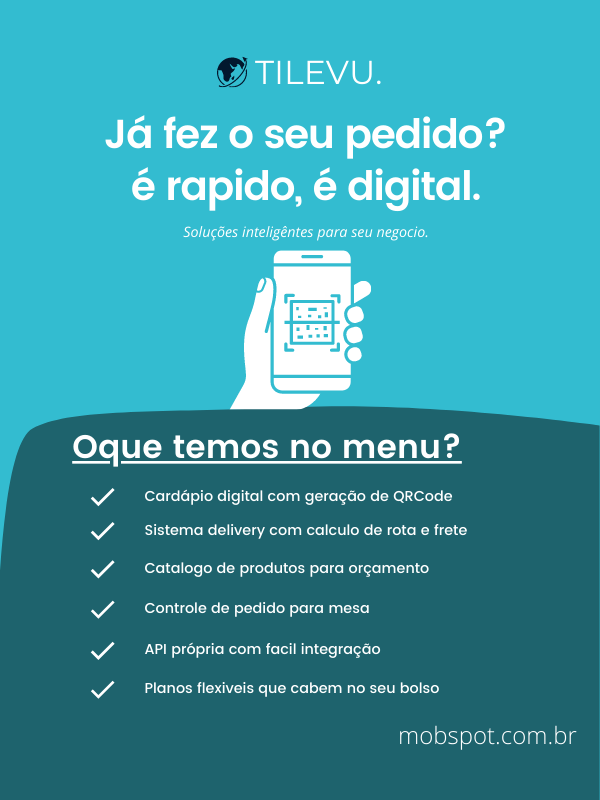 TILEVU.
Já fez o seu pedido?
é rapido, é digital.
Soluções inteligêntes para seu negocio.
Oque temos no menu?
Cardápio digital com geração de QRCode
Sistema delivery com calculo de rota e frete
Catalogo de produtos para orçamento
Controle de pedido para mesa
API própria com facil integração
Planos flexiveis que cabem no seu bolso
mobspot.com.br